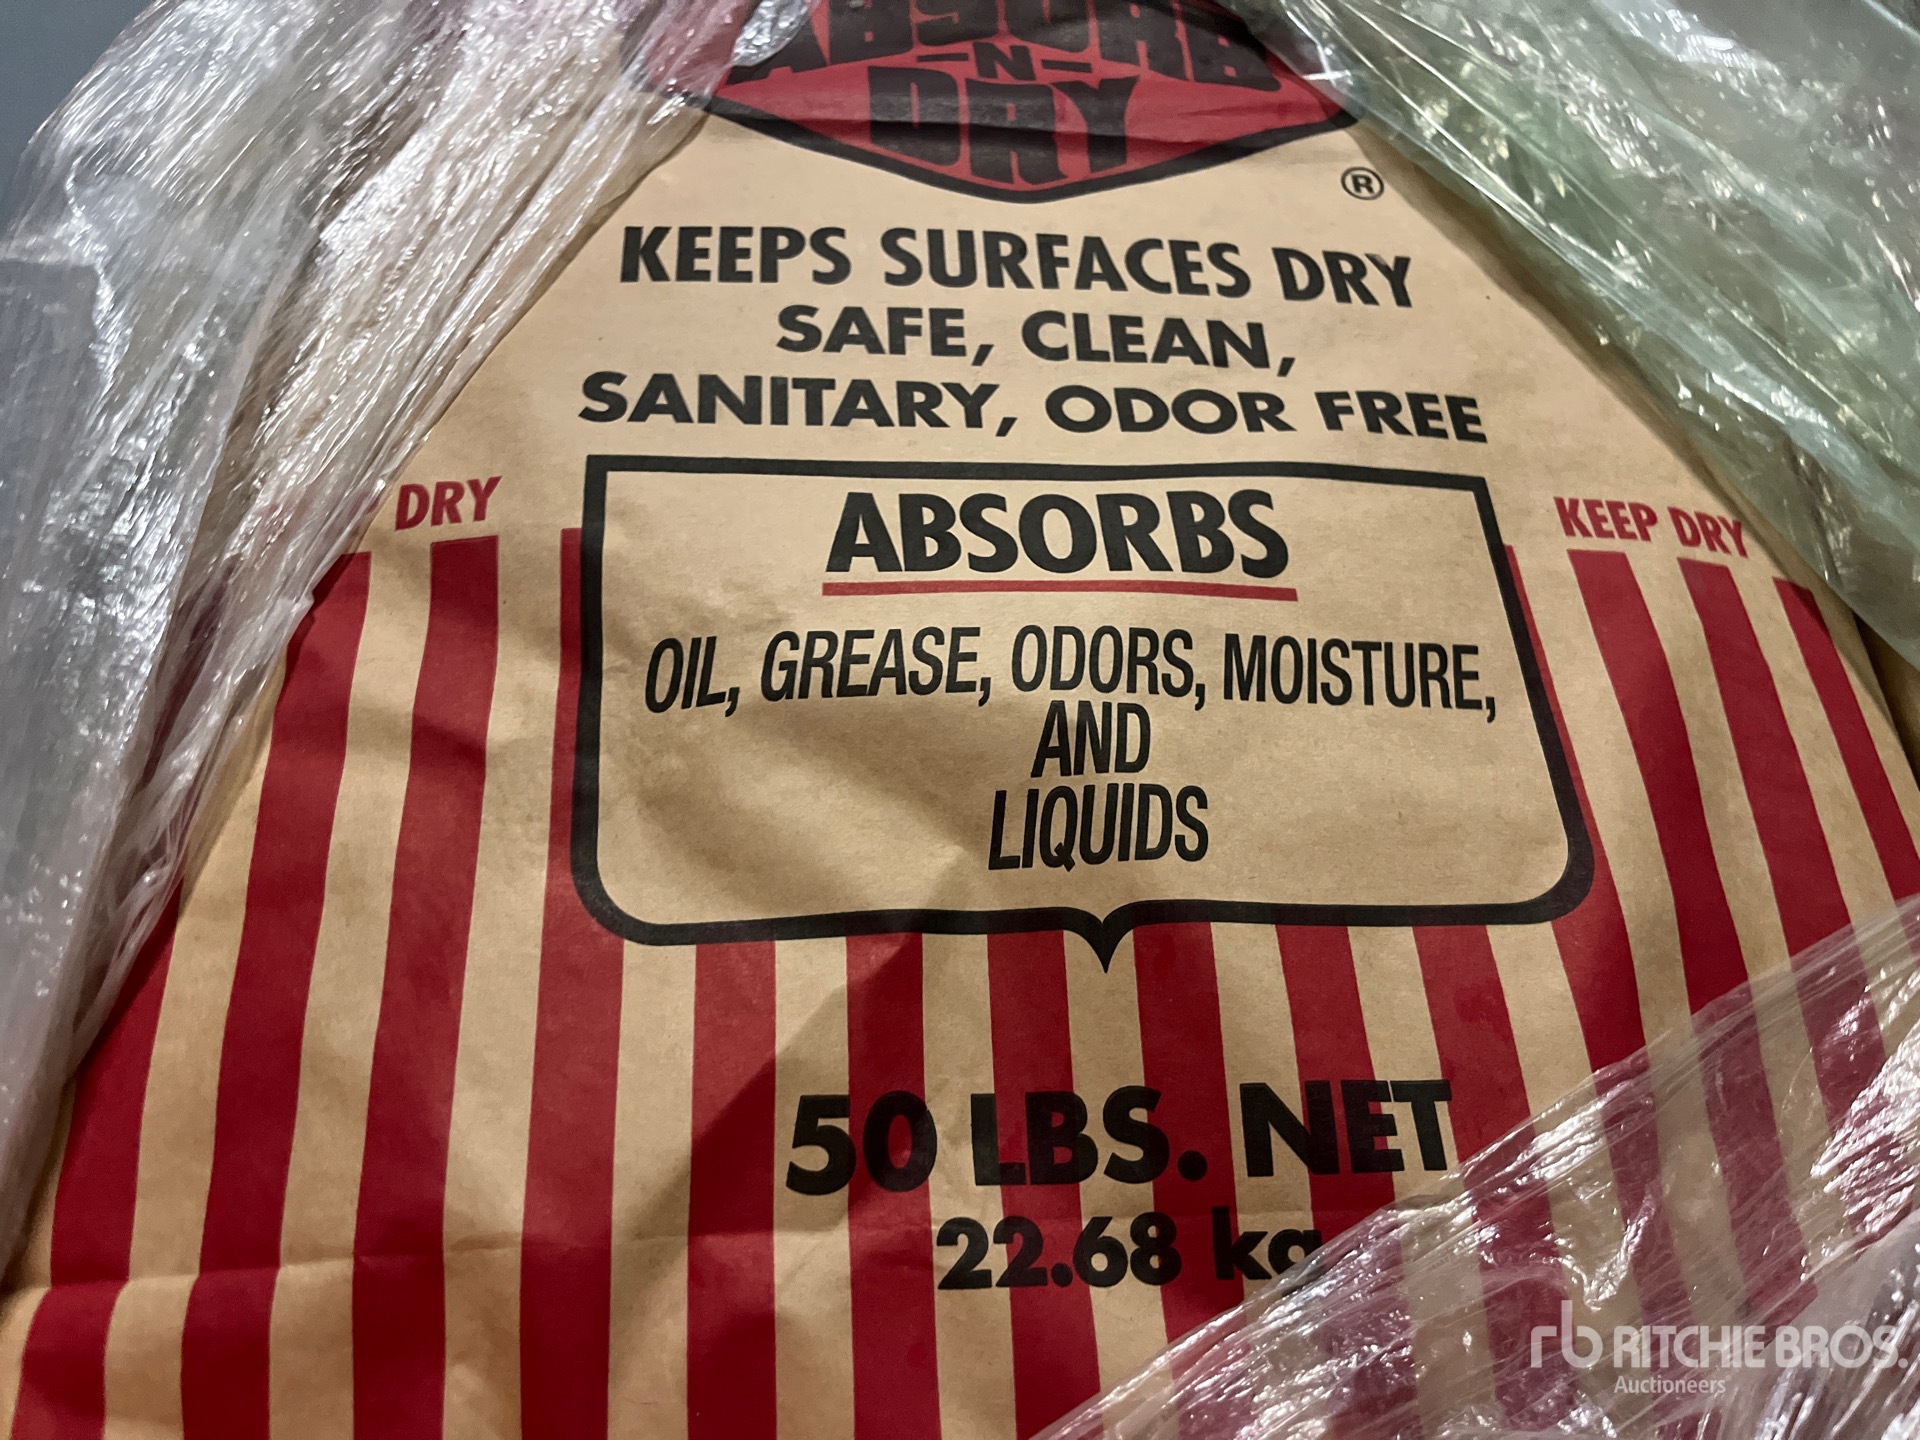 ABSORB
-N-
DRY
®
KEEPS SURFACES DRY
SAFE, CLEAN,
SANITARY, ODOR FREE
DRY
KEEP DRY
ABSORBS
OIL, GREASE, ODORS, MOISTURE,
AND
LIQUIDS
50 LBS. NET
22.68 kg
rb RITCHIE BROS.
Auctioneers